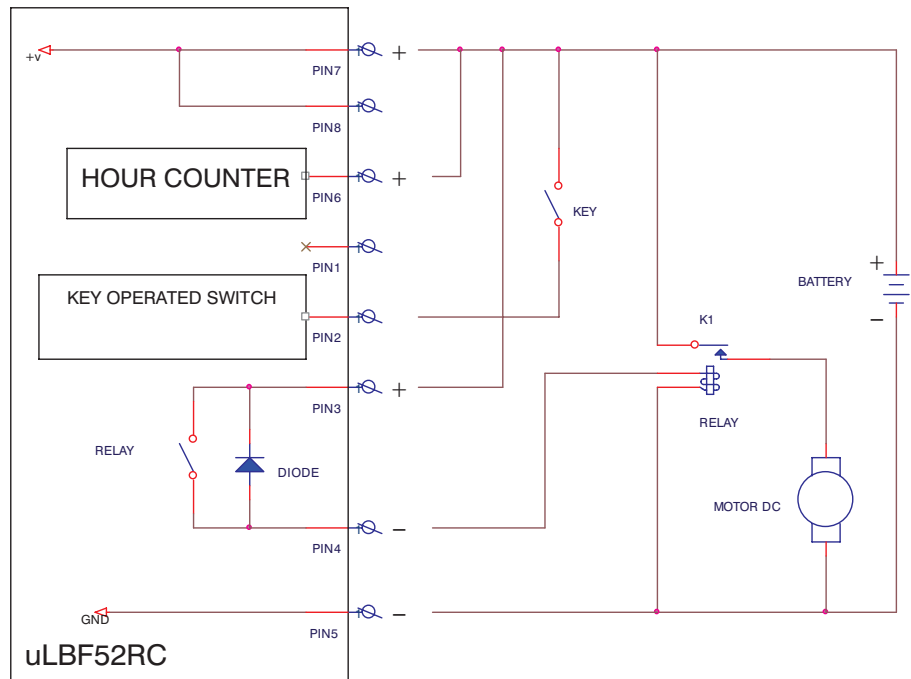 +v
PIN7
+
PIN8
HOUR COUNTER
PIN6
+
KEY
PIN1
KEY OPERATED SWITCH
PIN2
+
BATTERY
−
K1
PIN3
+
RELAY
RELAY
DIODE
MOTOR DC
PIN4
−
GND
PIN5
−
uLBF52RC